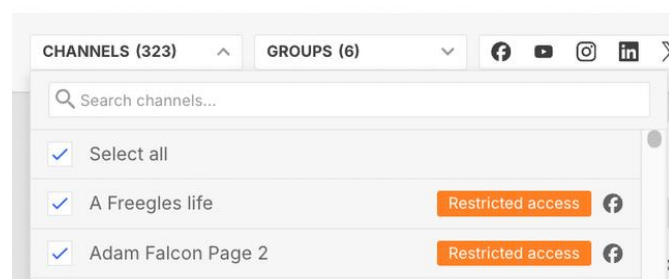 CHANNELS (323) GROUPS (6)
Search channels...
Select all
A Freegles life Restricted access
Adam Falcon Page 2 Restricted access